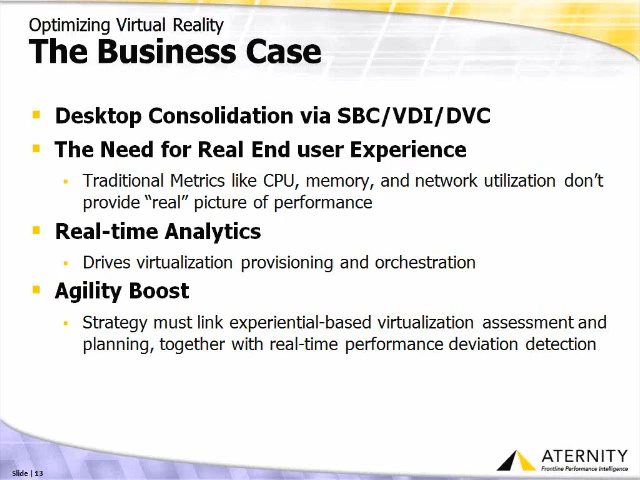 Optimizing Virtual Reality
The Business Case
Desktop Consolidation via SBC/VDI/DVC
The Need for Real End user Experience
Traditional Metrics like CPU, memory, and network utilization don't
provide “real” picture of performance
Real-time Analytics
Drives virtualization provisioning and orchestration
Agility Boost
Strategy must link experiential-based virtualization assessment and
planning, together with real-time performance deviation detection
Slide | 13
ATERNITY
Frontline Performance Intelligence